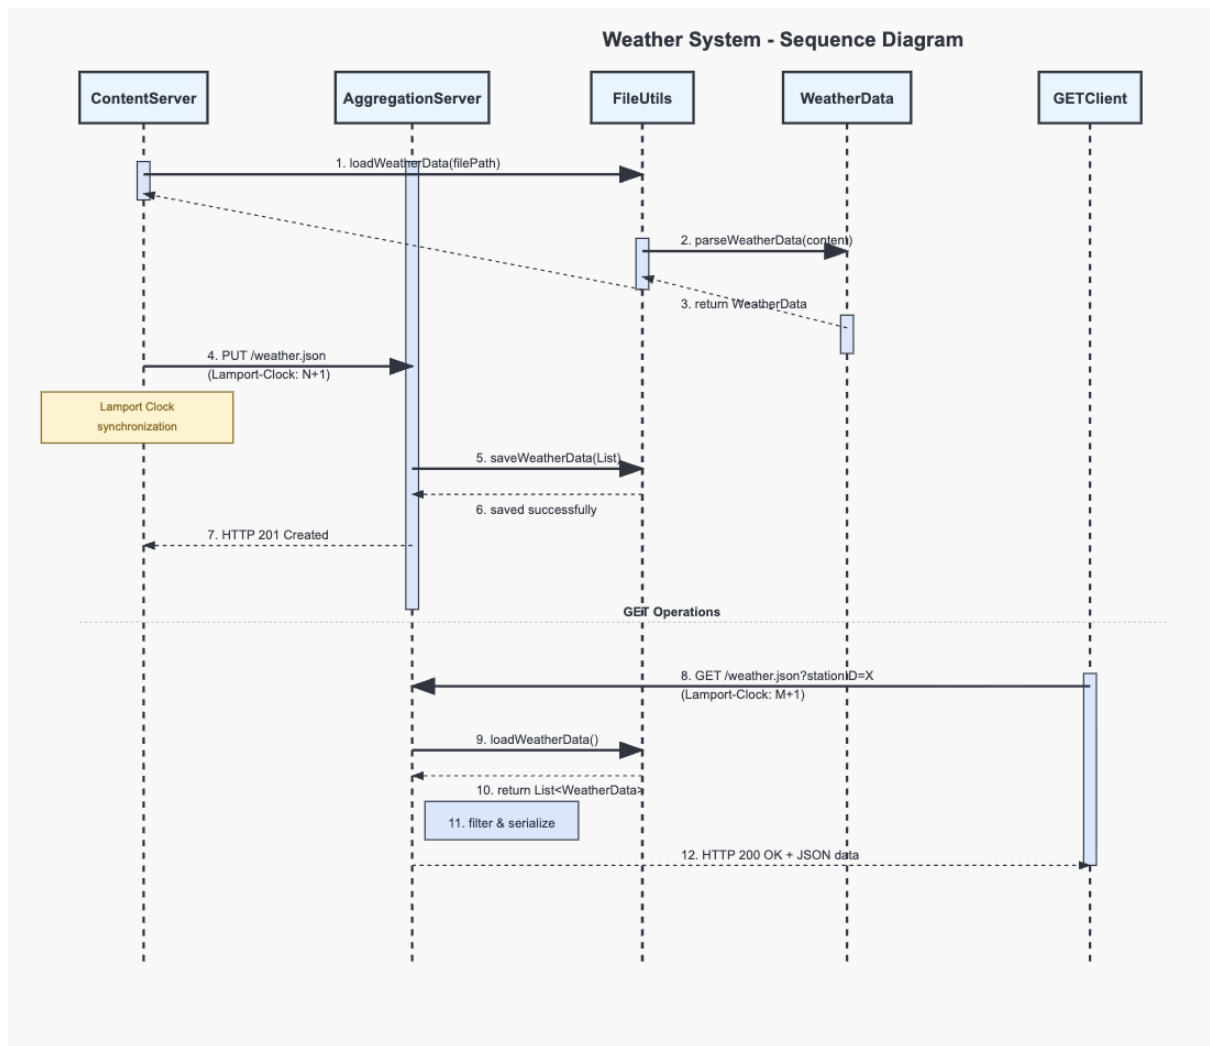 Weather System - Sequence Diagram
ContentServer
AggregationServer
FileUtils
WeatherData
GETClient
1. loadWeatherData(filePath)
2. parseWeatherData(content)
3. return WeatherData
4. PUT /weather.json
(Lamport-Clock: N+1)
Lamport Clock
synchronization
5. saveWeatherData(List)
6. saved successfully
7. HTTP 201 Created
GET Operations
8. GET /weather.json?stationID=X
(Lamport-Clock: M+1)
9. loadWeatherData()
10. return List<WeatherData>
11. filter & serialize
12. HTTP 200 OK + JSON data